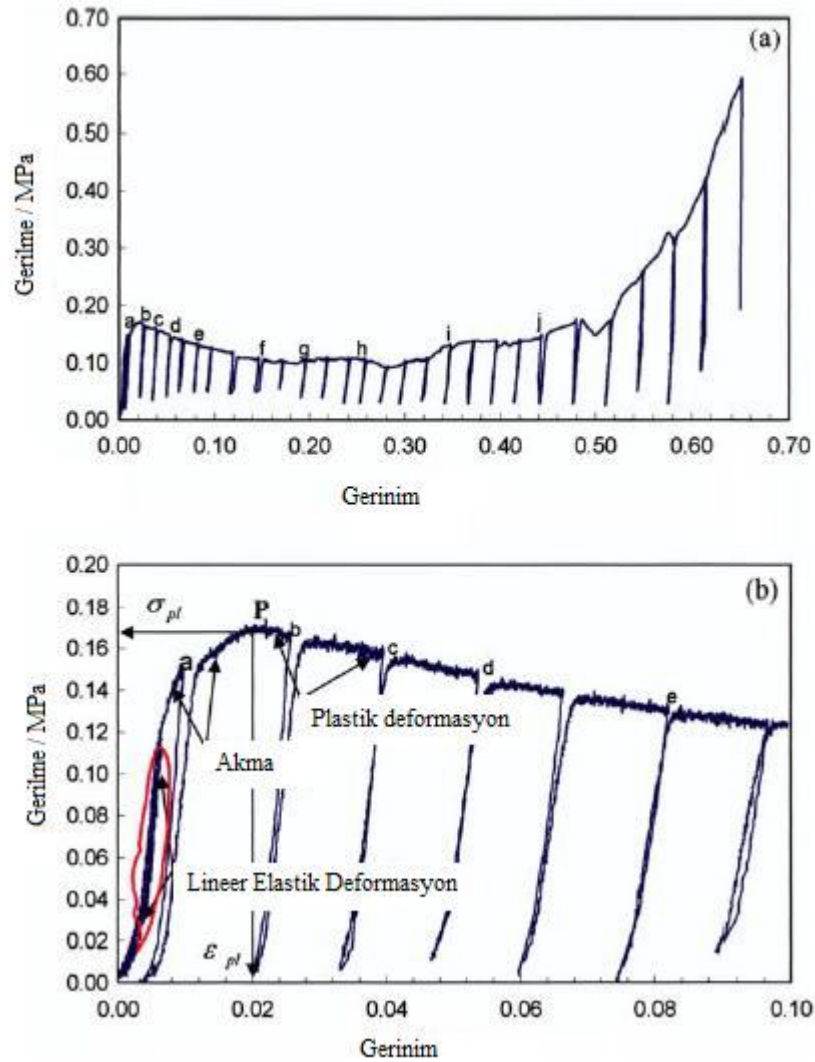 0.70
(a)
0.60
0.50
0.40
0.30
0.20
0.10
0.00
Gerilme / MPa
a b c d e f g h i j
0.00 0.10 0.20 0.30 0.40 0.50 0.60 0.70
Gerinim
0.20
(b)
0.18
0.16
0.14
0.12
0.10
0.08
0.06
0.04
0.02
0.00
Gerilme / MPa
σ pl
P
a b c d e
Plastik deformasyon
Akma
Lineer Elastik Deformasyon
ε pl
0.00 0.02 0.04 0.06 0.08 0.10
Gerinim